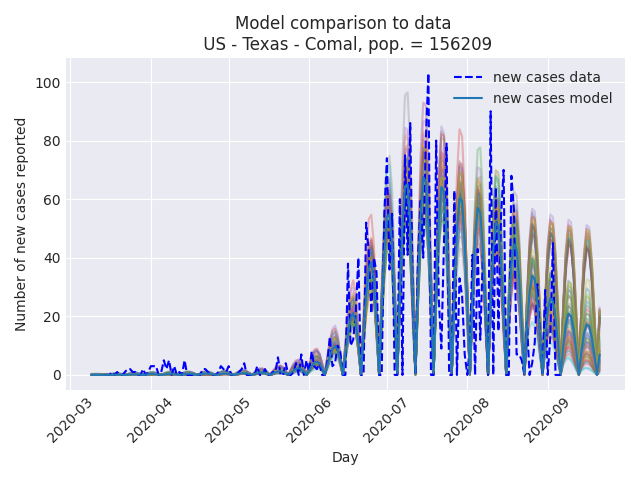 Model comparison to data
US - Texas - Comal, pop. = 156209
new cases data
new cases model
Number of new cases reported
100
80
60
40
20
0
2020-03
2020-04
2020-05
2020-06
2020-07
2020-08
2020-09
Day